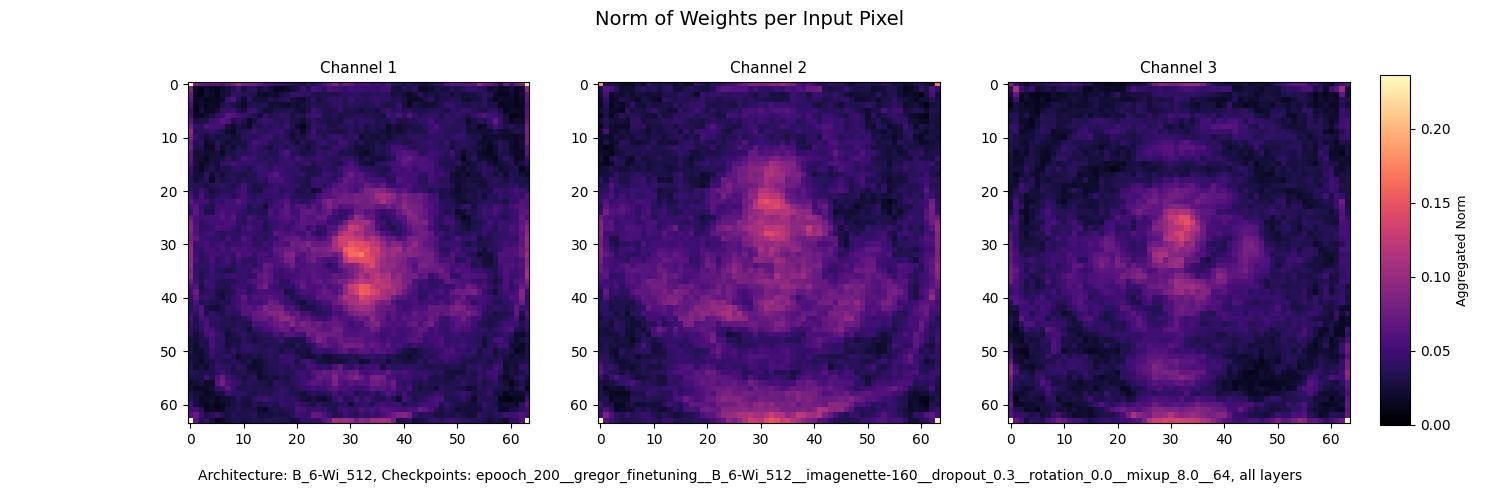 Norm of Weights per Input Pixel
Channel 1
Channel 2
Channel 3
0
10
20
30
40
50
60
0
10
20
30
40
50
60
0
10
20
30
40
50
60
0.20
0.15
0.10
0.05
0.00
Aggregated Norm
0 10 20 30 40 50 60
0 10 20 30 40 50 60
0 10 20 30 40 50 60
Architecture: B_6-Wi_512, Checkpoints: epooch_200__gregor_finetuning__B_6-Wi_512__imagenette-160__dropout_0.3__rotation_0.0__mixup_8.0__64, all layers